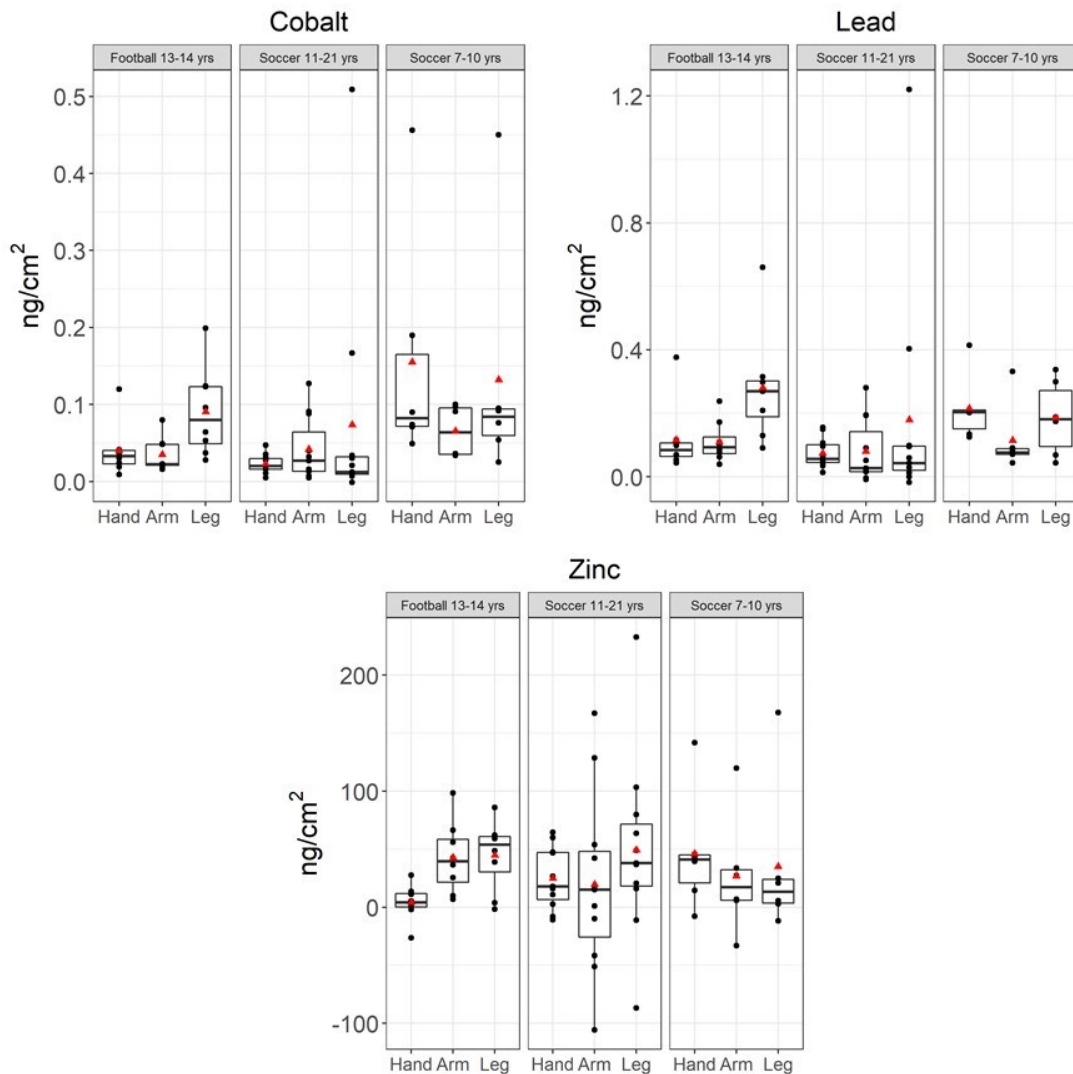 Cobalt
Football 13-14 yrs Soccer 11-21 yrs Soccer 7-10 yrs
0.5
0.4
0.3
0.2
0.1
0.0
ng/cm²
Hand Arm Leg Hand Arm Leg Hand Arm Leg
Lead
Football 13-14 yrs Soccer 11-21 yrs Soccer 7-10 yrs
1.2
0.8
0.4
0.0
ng/cm²
Hand Arm Leg Hand Arm Leg Hand Arm Leg
Zinc
Football 13-14 yrs Soccer 11-21 yrs Soccer 7-10 yrs
200
100
0
-100
ng/cm²
Hand Arm Leg Hand Arm Leg Hand Arm Leg